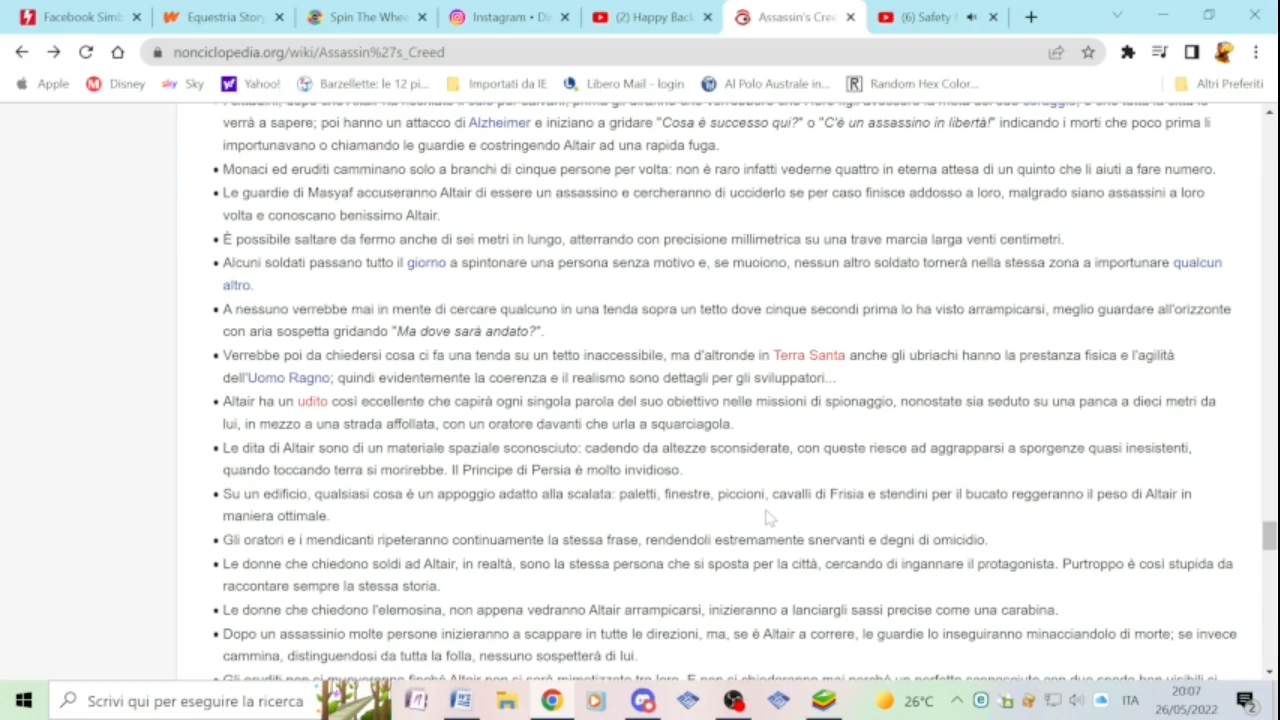 Facebook Simb
Equestria Story
Spin The Whee
Instagram • Di
(2) Happy Back
Assassin's Cree
(6) Safety
nonciclopedia.org/wiki/Assassin%27s_Creed
Apple
Disney
Sky
Yahoo!
Barzellette: le 12 pi...
Importati da IE
Libero Mail - login
Al Polo Australe in...
Random Hex Color...
Altri Preferiti
verrà a sapere; poi hanno un attacco di Alzheimer e iniziano a gridare "Cosa è successo qui?" o "C'è un assassino in libertà!" indicando i morti che poco prima li
importunavano o chiamando le guardie e costringendo Altair ad una rapida fuga.
Monaci ed eruditi camminano solo a branchi di cinque persone per volta: non è raro infatti vederne quattro in eterna attesa di un quinto che li aiuti a fare numero.
Le guardie di Masyaf accuseranno Altair di essere un assassino e cercheranno di ucciderlo se per caso finisce addosso a loro, malgrado siano assassini a loro
volta e conoscano benissimo Altair.
È possibile saltare da fermo anche di sei metri in lungo, atterrando con precisione millimetrica su una trave marcia larga venti centimetri.
Alcuni soldati passano tutto il giorno a spintonare una persona senza motivo e, se muoiono, nessun altro soldato tornerà nella stessa zona a importunare qualcun
altro.
A nessuno verrebbe mai in mente di cercare qualcuno in una tenda sopra un tetto dove cinque secondi prima lo ha visto arrampicarsi, meglio guardare all'orizzonte
con aria sospetta gridando "Ma dove sarà andato?".
Verrebbe poi da chiedersi cosa ci fa una tenda su un tetto inaccessibile, ma d'altronde in Terra Santa anche gli ubriachi hanno la prestanza fisica e l'agilità
dell'Uomo Ragno; quindi evidentemente la coerenza e il realismo sono dettagli per gli sviluppatori...
Altair ha un udito così eccellente che capirà ogni singola parola del suo obiettivo nelle missioni di spionaggio, nonostate sia seduto su una panca a dieci metri da
lui, in mezzo a una strada affollata, con un oratore davanti che urla a squarciagola.
Le dita di Altair sono di un materiale spaziale sconosciuto: cadendo da altezze sconsiderate, con queste riesce ad aggrapparsi a sporgenze quasi inesistenti,
quando toccando terra si morirebbe. Il Principe di Persia è molto invidioso.
Su un edificio, qualsiasi cosa è un appoggio adatto alla scalata: paletti, finestre, piccioni, cavalli di Frisia e stendini per il bucato reggeranno il peso di Altair in
maniera ottimale.
Gli oratori e i mendicanti ripeteranno continuamente la stessa frase, rendendoli estremamente snervanti e degni di omicidio.
Le donne che chiedono soldi ad Altair, in realtà, sono la stessa persona che si sposta per la città, cercando di ingannare il protagonista. Purtroppo è così stupida da
raccontare sempre la stessa storia.
Le donne che chiedono l'elemosina, non appena vedranno Altair arrampicarsi, inizieranno a lanciargli sassi precise come una carabina.
Dopo un assassinio molte persone inizieranno a scappare in tutte le direzioni, ma, se è Altair a correre, le guardie lo inseguiranno minacciandolo di morte; se invece
cammina, distinguendosi da tutta la folla, nessuno sospetterà di lui.
Scrivi qui per eseguire la ricerca
26°C
ITA
20:07
26/05/2022
2